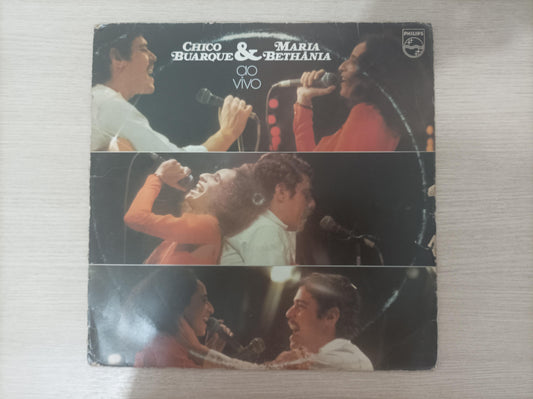 CHICO BUARQUE & MARIA BETHÂNIA
ao vivo
PHILIPS